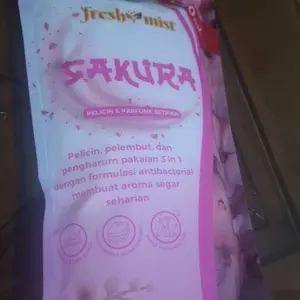 fresh mist
SAKURA
PELICIN & PARFUME SETRIKA
Pelicin, pelembut, dan
pengharum pakaian 3 in 1
dengan formulasi antibacterial
membuat aroma segar
seharian